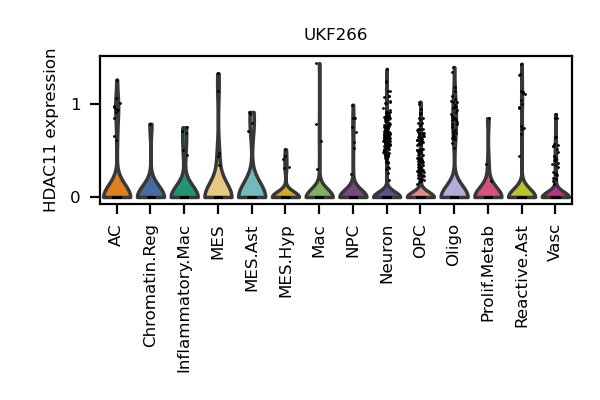 UKF266
HDAC11 expression
1
0
AC
Chromatin.Reg
Inflammatory.Mac
MES
MES.Ast
MES.Hyp
Mac
NPC
Neuron
OPC
Oligo
Prolif.Metab
Reactive.Ast
Vasc